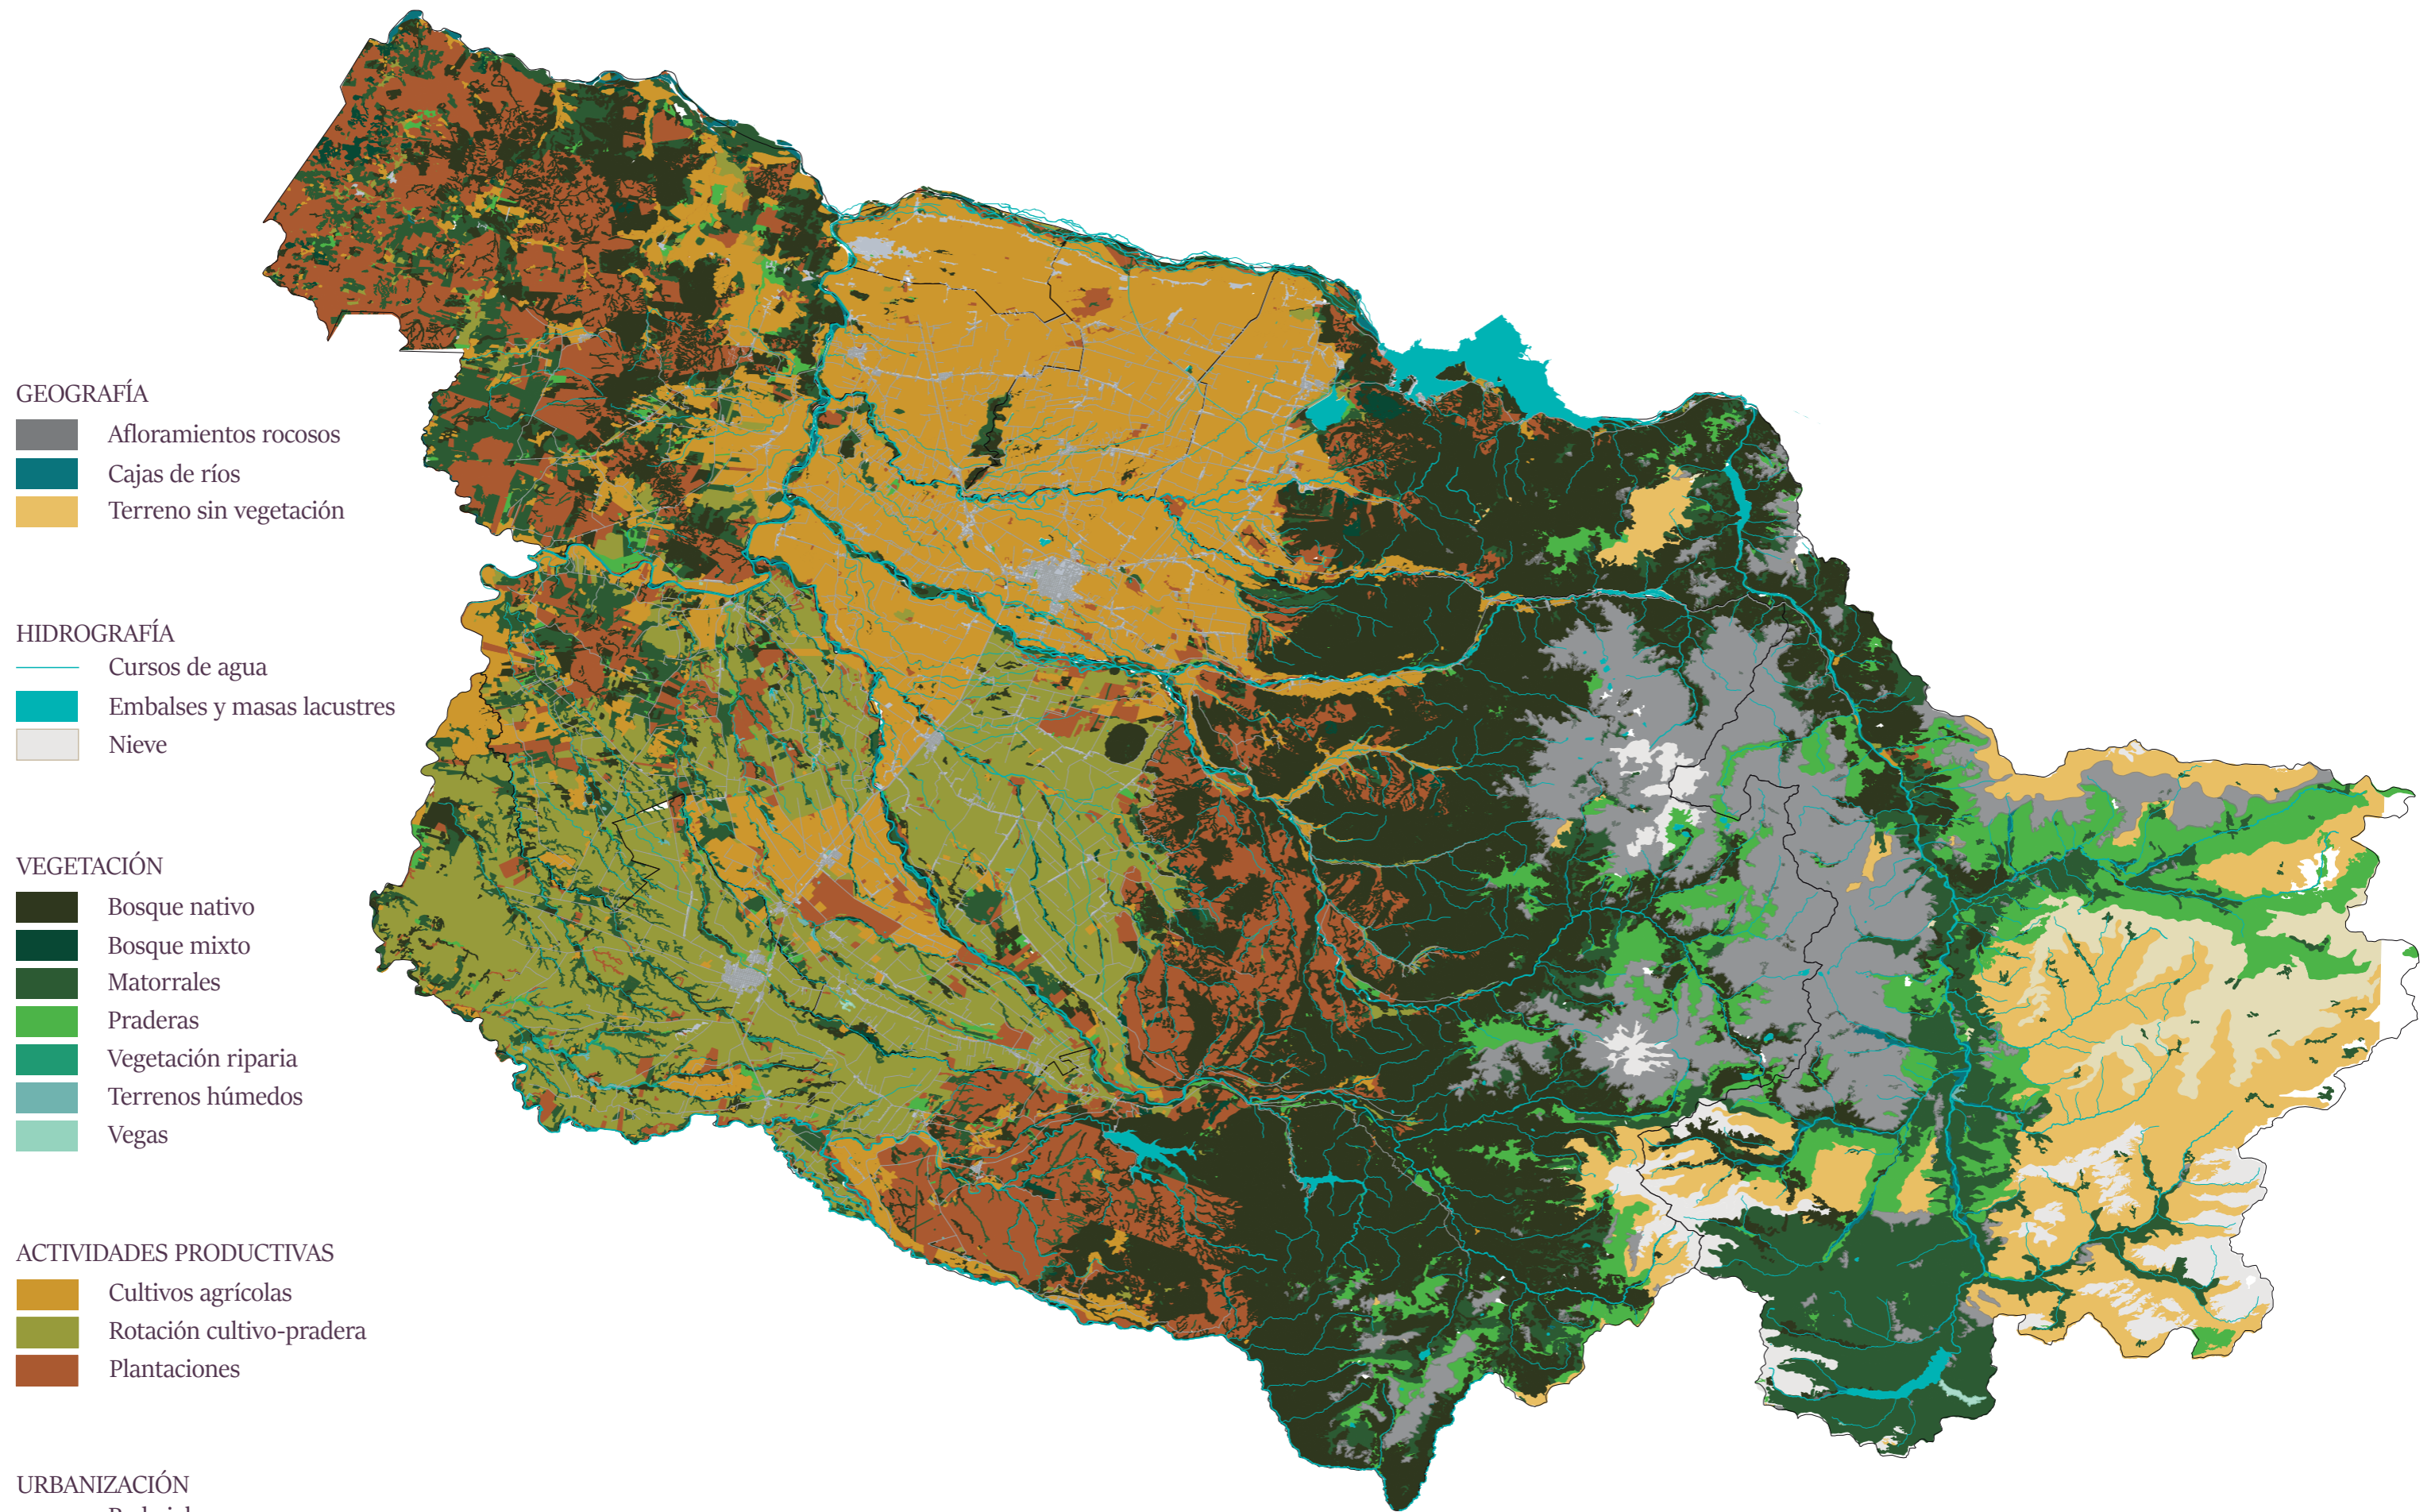 GEOGRAFÍA
Afloramientos rocosos
Cajas de ríos
Terreno sin vegetación
HIDROGRAFÍA
Cursos de agua
Embalses y masas lacustres
Nieve
VEGETACIÓN
Bosque nativo
Bosque mixto
Matorrales
Praderas
Vegetación riparia
Terrenos húmedos
Vegas
ACTIVIDADES PRODUCTIVAS
Cultivos agrícolas
Rotación cultivo-pradera
Plantaciones
URBANIZACIÓN